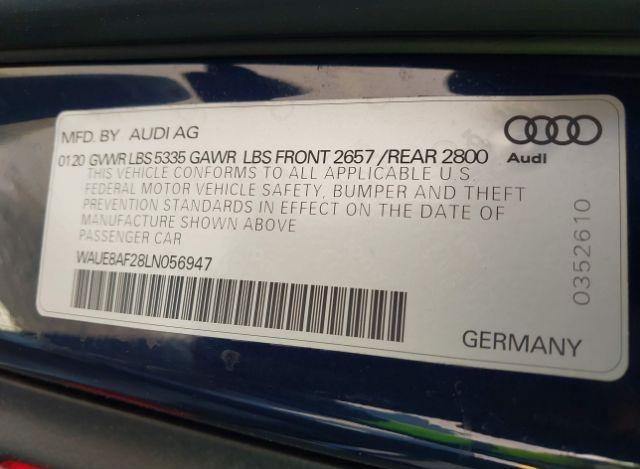 MFD. BY AUDI AG
0120 GVWR LBS 5335 GAWR LBS FRONT 2657 /REAR 2800
THIS VEHICLE CONFORMS TO ALL APPLICABLE U.S.
FEDERAL MOTOR VEHICLE SAFETY, BUMPER AND THEFT
PREVENTION STANDARDS IN EFFECT ON THE DATE OF
MANUFACTURE SHOWN ABOVE
PASSENGER CAR
WAUE8AF28LN056947
Audi
0352610
GERMANY